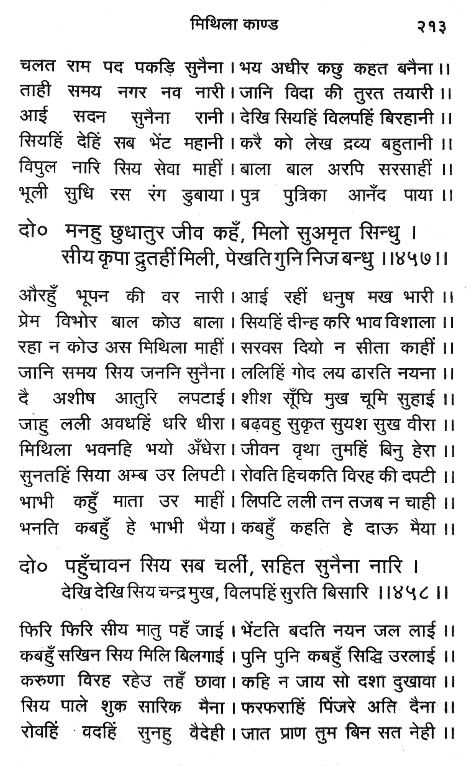 मिथिला काण्ड २१३
चलत राम पद पकड़ि सुनैना । भय अधीर कछु कहत बनैना ।।
ताही समय नगर नव नारी । जानि विदा की तुरत तयारी ।।
आई सदन सुनैना रानी । देखि सियहिं विलपहिं बिरहानी ।।
सियहिं देहिं सब भेंट महानी । करै को लेख द्रव्य बहुतानी ।।
विपुल नारि सिय सेवा माहीं । बाला बाल अरपि सरसाहीं ।।
भूली सुधि रस रंग डुबाया । पुत्र पुत्रिका आनँद पाया ।।
दो० मनहु छुधातुर जीव कहँ, मिलो सुअमृत सिन्धु ।
सीय कृपा द्रुतहीं मिली, पेखति गुनि निज बन्धु ।।४५७।।
औरहुँ भूपन की वर नारी । आई रहीं धनुष मख भारी ।।
प्रेम विभोर बाल कोउ बाला । सियहिं दीन्ह करि भाव विशाला ।।
रहा न कोउ अस मिथिला माहीं । सरवस दियो न सीता काहीं ।।
जानि समय सिय जननि सुनैना । ललिहिं गोद लय ढारति नयना ।।
दै अशीष आतुरि लपटाई । शीश सूँघि मुख चूमि सुहाई ।।
जाहु लली अवधहिं धरि धीरा । बढ़वहु सुकृत सुयश सुख वीरा ।।
मिथिला भवनहि भयो अँधेरा । जीवन वृथा तुमहिं बिनु हेरा ।।
सुनतहिं सिया अम्ब उर लिपटी । रोवति हिचकति विरह की दपटी ।।
भाभी कहुँ माता उर माहीं । लिपटि लली तन तजब न चाही ।।
भनति कबहुँ हे भाभी भैया । कबहुँ कहति हे दाऊ मैया ।।
दो० पहुँचावन सिय सब चलीं, सहित सुनैना नारि ।
देखि देखि सिय चन्द्र मुख, विलपहिं सुरति बिसारि ।।४५८।।
फिरि फिरि सीय मातु पहँ जाई । भेंटति बदति नयन जल लाई ।।
कबहुँ सखिन सिय मिलि बिलगाई । पुनि पुनि कबहुँ सिद्धि उरलाई ।।
करुणा विरह रहेउ तहँ छावा । कहि न जाय सो दशा दुखावा ।।
सिय पाले शुक सारिक मैना । फरफराहिं पिंजरे अति दैना ।।
रोवहिं वदहिं सुनहु वैदेही । जात प्राण तुम बिन सत नेही ।।